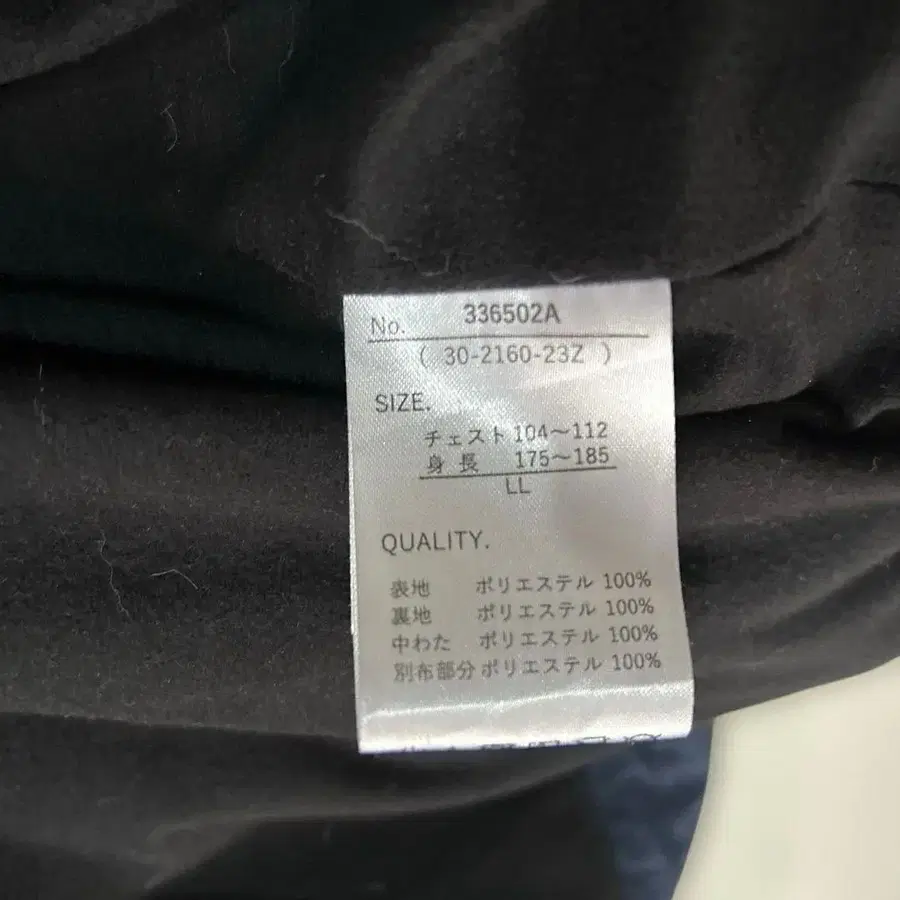 No. 336502A
( 30-2160-23Z )
SIZE.
チェスト 104～112
身長 175～185
LL
QUALITY.
表地 ポリエステル 100%
裏地 ポリエステル 100%
中わた ポリエステル 100%
別布部分 ポリエステル 100%